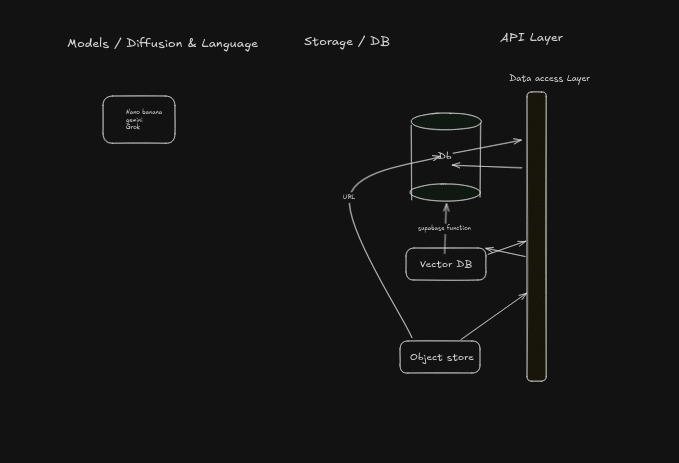 Models / Diffusion & Language
Storage / DB
API Layer
Data access Layer
Nano banana
gemini
Grok
Db
URL
supabase function
Vector DB
Object store